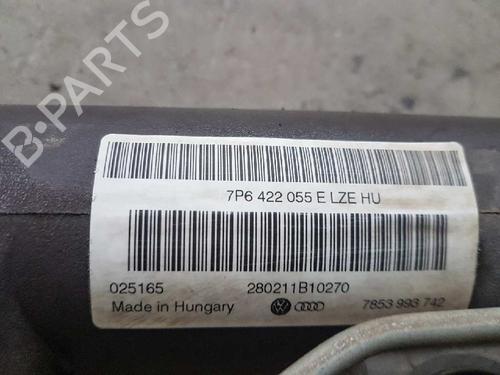 B-PARTS
7P6 422 055 E LZE HU
025165 280211B10270
Made in Hungary 7853 993 742